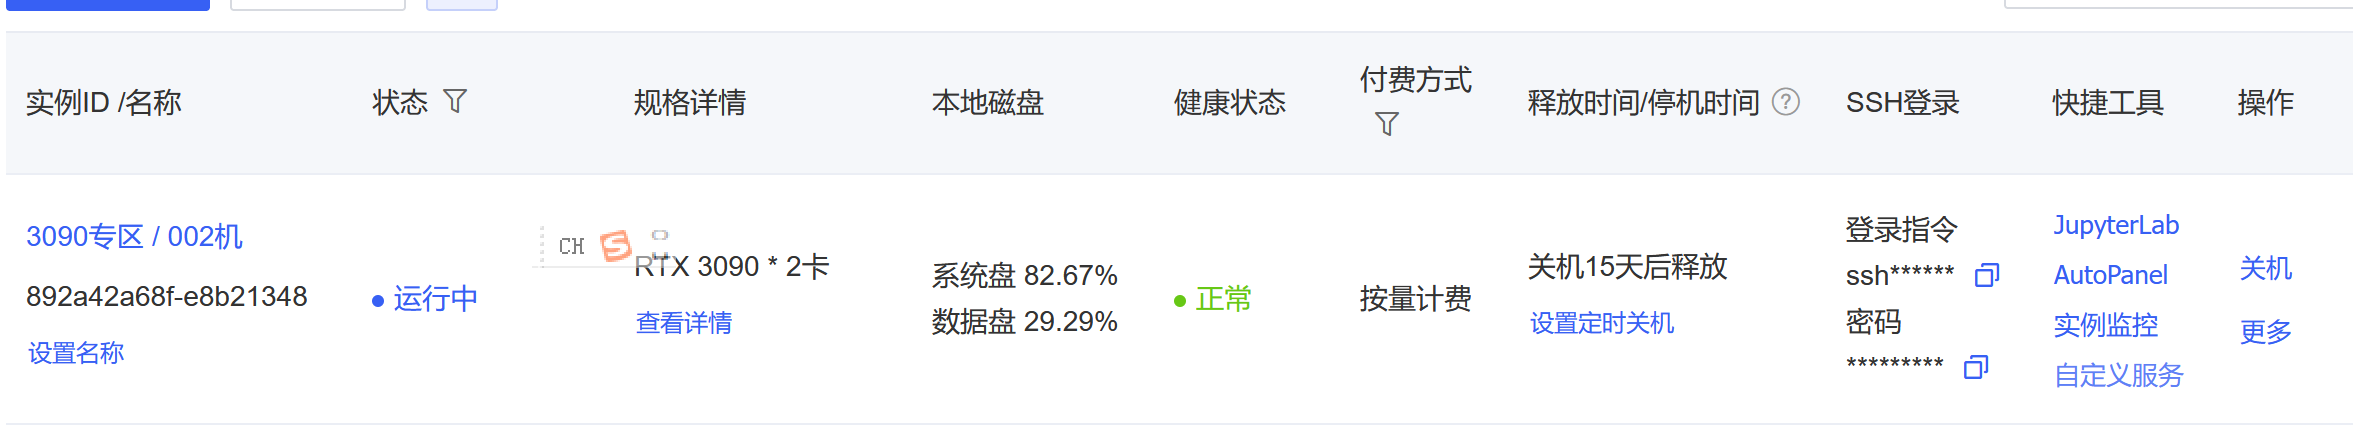 实例ID /名称
状态
规格详情
本地磁盘
健康状态
付费方式
释放时间/停机时间 ?
SSH登录
快捷工具
操作
3090专区 / 002机
892a42a68f-e8b21348
设置名称
运行中
CH S
RTX 3090 * 2卡
查看详情
系统盘 82.67%
数据盘 29.29%
正常
按量计费
关机15天后释放
设置定时关机
登录指令
ssh******
密码
*********
JupyterLab
AutoPanel
实例监控
自定义服务
关机
更多